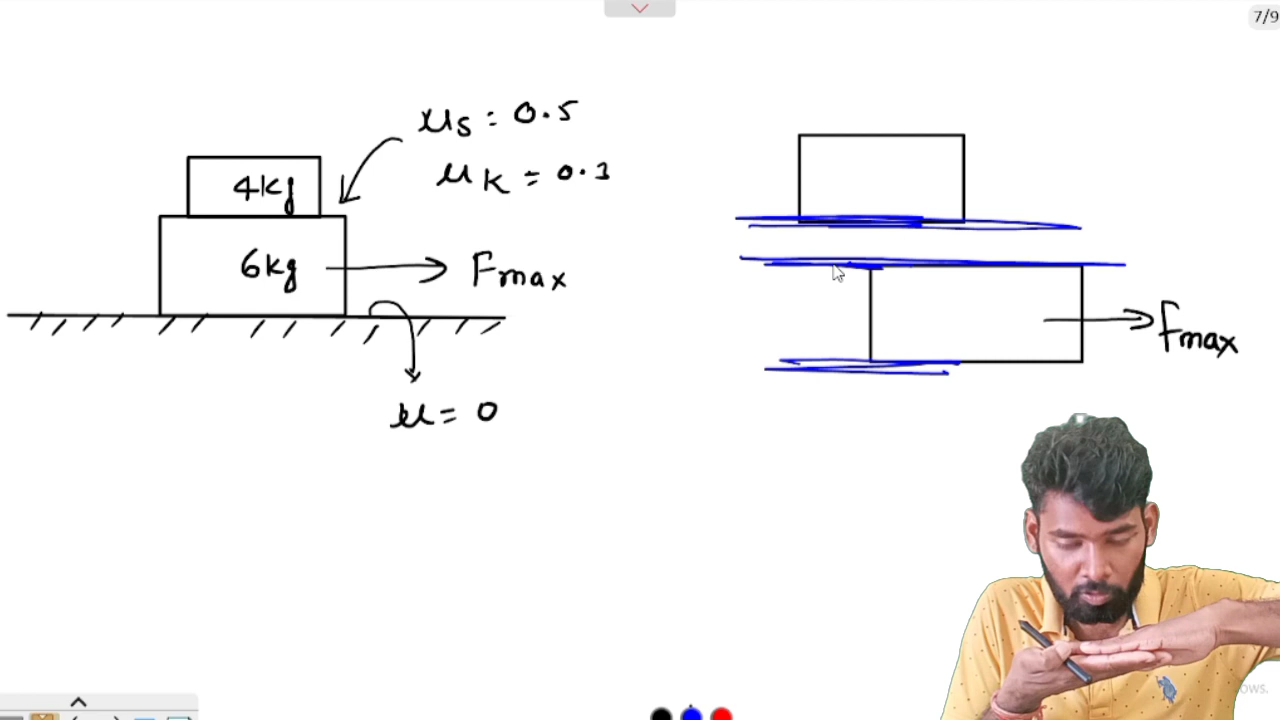 7/9
μs = 0.5
μK = 0.3
4kg
6kg
Fmax
μ = 0
Fmax